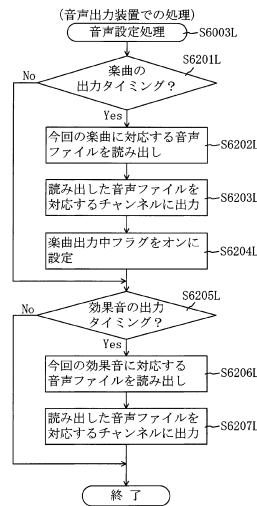 (音声出力装置での処理)
音声設定処理
S6003L
楽曲の
出力タイミング？
S6201L
No
Yes
今回の楽曲に対応する音声
ファイルを読み出し
S6202L
読み出した音声ファイルを
対応するチャンネルに出力
S6203L
楽曲出力中フラグをオンに
設定
S6204L
効果音の出力
タイミング？
S6205L
No
Yes
今回の効果音に対応する
音声ファイルを読み出し
S6206L
読み出した音声ファイルを
対応するチャンネルに出力
S6207L
終了